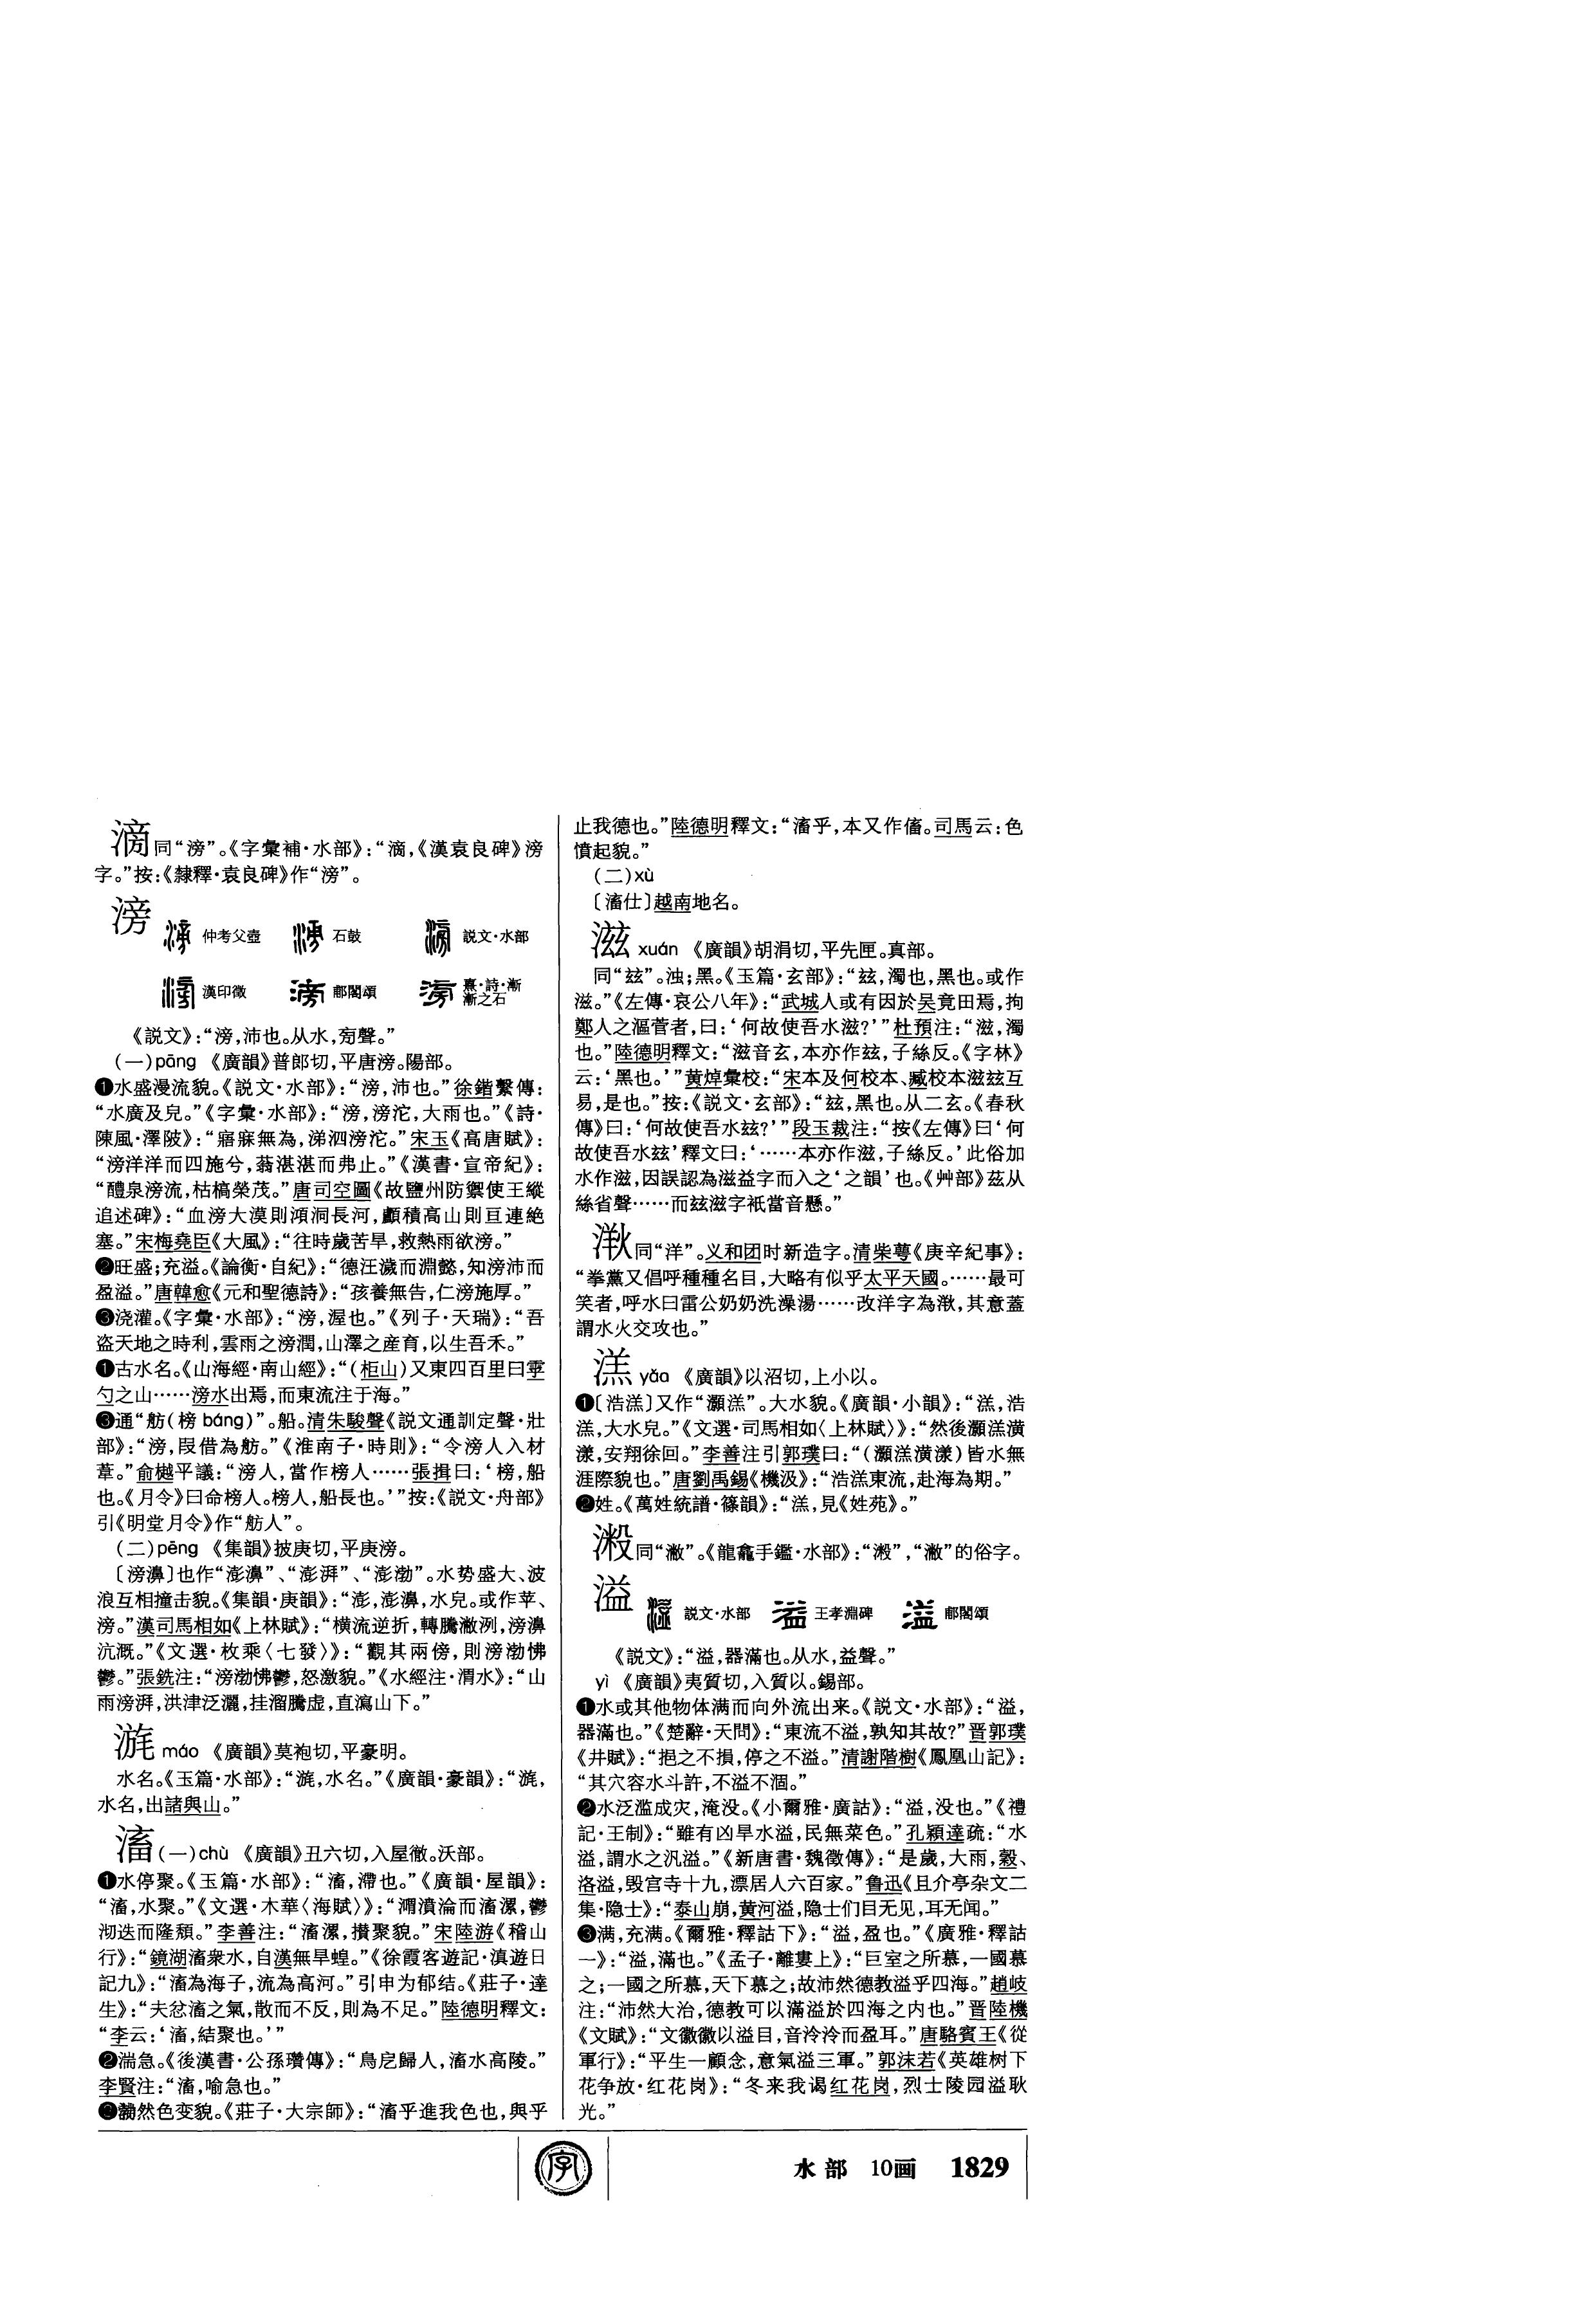 滳同“滂”。《字彙補·水部》：“滳，《漢袁良碑》滂
字。”按：《隸釋·袁良碑》作“滂”。
滂
仲考父壺 石鼓 説文·水部
漢印徵 郙閣頌 熹·詩·漸漸之石
《説文》：“滂，沛也。从水，旁聲。”
（一）pāng 《廣韻》普郎切，平唐滂。陽部。
❶水盛漫流貌。《説文·水部》：“滂，沛也。”徐鍇繫傳：
“水廣及皃。”《字彙·水部》：“滂，滂沱，大雨也。”《詩·
陳風·澤陂》：“寤寐無為，涕泗滂沱。”宋玉《高唐賦》：
“滂洋洋而四施兮，蓊湛湛而弗止。”《漢書·宣帝紀》：
“醴泉滂流，枯槁榮茂。”唐司空圖《故鹽州防禦使王縱
追述碑》：“血滂大漠則澒洞長河，顱積高山則亘連絶
塞。”宋梅堯臣《大風》：“往時歲苦旱，救熱雨欲滂。”
❷旺盛；充溢。《論衡·自紀》：“德汪濊而淵懿，知滂沛而
盈溢。”唐韓愈《元和聖德詩》：“孩養無告，仁滂施厚。”
❸浇灌。《字彙·水部》：“滂，渥也。”《列子·天瑞》：“吾
盗天地之時利，雲雨之滂潤，山澤之産育，以生吾禾。”
❶古水名。《山海經·南山經》：“（柜山）又東四百里曰雩
勺之山……滂水出焉，而東流注于海。”
❸通“舫（榜 báng）”。船。清朱駿聲《説文通訓定聲·壯
部》：“滂，叚借為舫。”《淮南子·時則》：“令滂人入材
葦。”俞樾平議：“滂人，當作榜人……張揖曰：‘榜，船
也。《月令》曰命榜人。榜人，船長也。’”按：《説文·舟部》
引《明堂月令》作“舫人”。
（二）pēng 《集韻》披庚切，平庚滂。
〔滂濞〕也作“澎濞”、“澎湃”、“澎渤”。水势盛大、波
浪互相撞击貌。《集韻·庚韻》：“澎，澎濞，水皃。或作苹、
滂。”漢司馬相如《上林賦》：“横流逆折，轉騰潎洌，滂濞
沆溉。”《文選·枚乘〈七發〉》：“觀其兩傍，則滂渤怫
鬱。”張銑注：“滂渤怫鬱，怒激貌。”《水經注·渭水》：“山
雨滂湃，洪津泛灑，挂溜騰虚，直瀉山下。”
㴘 máo 《廣韻》莫袍切，平豪明。
水名。《玉篇·水部》：“㴘，水名。”《廣韻·豪韻》：“㴘，
水名，出諸與山。”
滀（一）chù 《廣韻》丑六切，入屋徹。沃部。
❶水停聚。《玉篇·水部》：“滀，滯也。”《廣韻·屋韻》：
“滀，水聚。”《文選·木華〈海賦〉》：“㵒濆淪而滀漯，鬱
沏迭而隆頹。”李善注：“滀漯，攢聚貌。”宋陸游《稽山
行》：“鏡湖滀衆水，自漢無旱蝗。”《徐霞客遊記·滇遊日
記九》：“滀為海子，流為高河。”引申为郁结。《莊子·達
生》：“夫忿滀之氣，散而不反，則為不足。”陸德明釋文：
“李云：‘滀，結聚也。’”
❷湍急。《後漢書·公孫瓚傳》：“鳥戹歸人，滀水高陵。”
李賢注：“滀，喻急也。”
❸勃然色变貌。《莊子·大宗師》：“滀乎進我色也，與乎
止我德也。”陸德明釋文：“滀乎，本又作傗。司馬云：色
憤起貌。”
（二）xù
〔滀仕〕越南地名。
滋 xuán 《廣韻》胡涓切，平先匣。真部。
同“玆”。浊；黑。《玉篇·玄部》：“玆，濁也，黑也。或作
滋。”《左傳·哀公八年》：“武城人或有因於吴竟田焉，拘
鄭人之漚菅者，曰：‘何故使吾水滋？’”杜預注：“滋，濁
也。”陸德明釋文：“滋音玄，本亦作玆，子絲反。《字林》
云：‘黑也。’”黄焯彙校：“宋本及何校本、臧校本滋玆互
易，是也。”按：《説文·玄部》：“玆，黑也。从二玄。《春秋
傳》曰：‘何故使吾水玆？’”段玉裁注：“按《左傳》曰‘何
故使吾水玆’釋文曰：‘……本亦作滋，子絲反。’此俗加
水作滋，因誤認為滋益字而入之‘之韻’也。《艸部》茲从
絲省聲……而玆滋字袛當音懸。”
同“洋”。义和团时新造字。清柴萼《庚辛紀事》：
“拳黨又倡呼種種名目，大略有似乎太平天國。……最可
笑者，呼水曰雷公奶奶洗澡湯……改洋字為，其意蓋
謂水火交攻也。”
滧 yǎo 《廣韻》以沼切，上小以。
❶〔浩滧〕又作“灝滧”。大水貌。《廣韻·小韻》：“滧，浩
滧，大水皃。”《文選·司馬相如〈上林賦〉》：“然後灝滧潢
漾，安翔徐回。”李善注引郭璞曰：“（灝滧潢漾）皆水無
涯際貌也。”唐劉禹錫《機汲》：“浩滧東流，赴海為期。”
❷姓。《萬姓統譜·篠韻》：“滧，見《姓苑》。”
同“潎”。《龍龕手鑑·水部》：“”，“潎”的俗字。
溢
説文·水部 王孝淵碑 郙閣頌
《説文》：“溢，器滿也。从水，益聲。”
yì 《廣韻》夷質切，入質以。錫部。
❶水或其他物体满而向外流出来。《説文·水部》：“溢，
器滿也。”《楚辭·天問》：“東流不溢，孰知其故？”晋郭璞
《井賦》：“挹之不損，停之不溢。”清謝階樹《鳳凰山記》：
“其穴容水斗許，不溢不涸。”
❷水泛滥成灾，淹没。《小爾雅·廣詁》：“溢，没也。”《禮
記·王制》：“雖有凶旱水溢，民無菜色。”孔穎達疏：“水
溢，謂水之汎溢。”《新唐書·魏徵傳》：“是歲，大雨，穀、
洛溢，毁宫寺十九，漂居人六百家。”鲁迅《且介亭杂文二
集·隐士》：“泰山崩，黄河溢，隐士们目无见，耳无闻。”
❸满，充满。《爾雅·釋詁下》：“溢，盈也。”《廣雅·釋詁
一》：“溢，滿也。”《孟子·離婁上》：“巨室之所慕，一國慕
之；一國之所慕，天下慕之；故沛然德教溢乎四海。”趙岐
注：“沛然大治，德教可以滿溢於四海之内也。”晋陸機
《文賦》：“文徽徽以溢目，音泠泠而盈耳。”唐駱賓王《從
軍行》：“平生一顧念，意氣溢三軍。”郭沫若《英雄树下
花争放·红花岗》：“冬来我谒红花岗，烈士陵园溢耿
光。”
字
水部 10画 1829